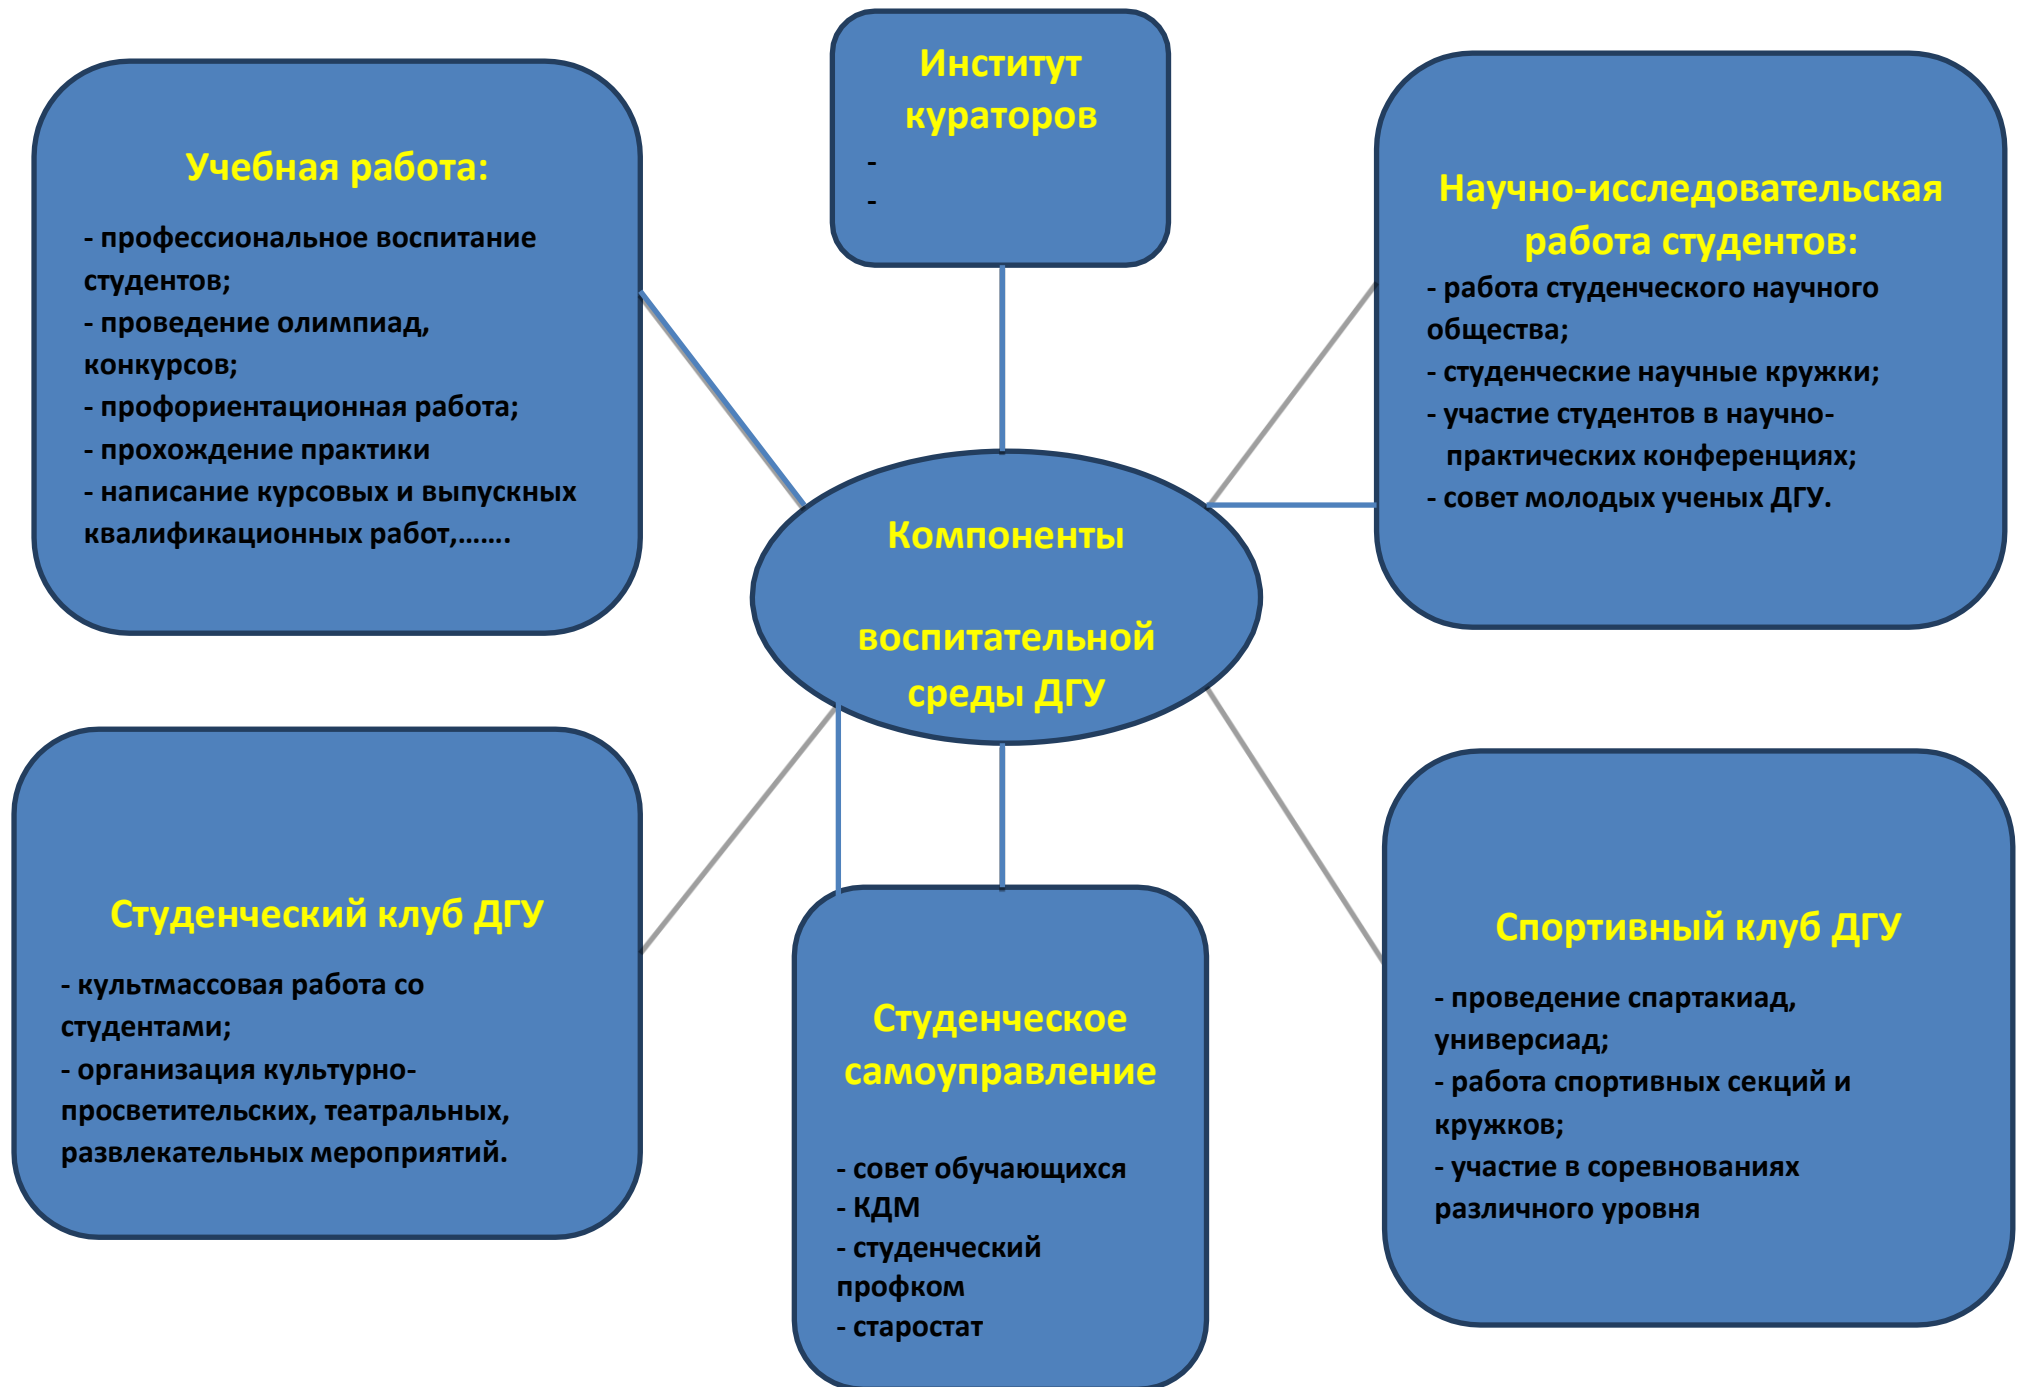 Институт
кураторов
-
-
Учебная работа:
- профессиональное воспитание
студентов;
- проведение олимпиад,
конкурсов;
- профориентационная работа;
- прохождение практики
- написание курсовых и выпускных
квалификационных работ,.......
Научно-исследовательская
работа студентов:
- работа студенческого научного
общества;
- студенческие научные кружки;
- участие студентов в научно-
практических конференциях;
- совет молодых ученых ДГУ.
Компоненты
воспитательной
среды ДГУ
Студенческий клуб ДГУ
- культмассовая работа со
студентами;
- организация культурно-
просветительских, театральных,
развлекательных мероприятий.
Студенческое
самоуправление
- совет обучающихся
- КДМ
- студенческий
профком
- старостат
Спортивный клуб ДГУ
- проведение спартакиад,
универсиад;
- работа спортивных секций и
кружков;
- участие в соревнованиях
различного уровня